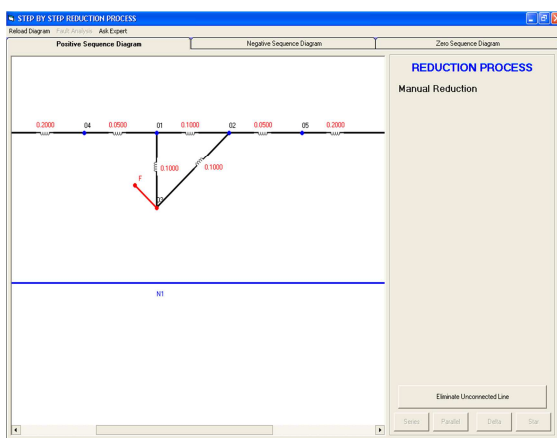 STEP BY STEP REDUCTION PROCESS
Reload Diagram Fault Analysis Ask Expert
Positive Sequence Diagram Negative Sequence Diagram Zero Sequence Diagram
REDUCTION PROCESS
Manual Reduction
0.2000 04 0.0500 01 0.1000 02 0.0500 05 0.2000
0.1000 0.1000
F
03
N1
Eliminate Unconnected Line
Series Parallel Delta Star